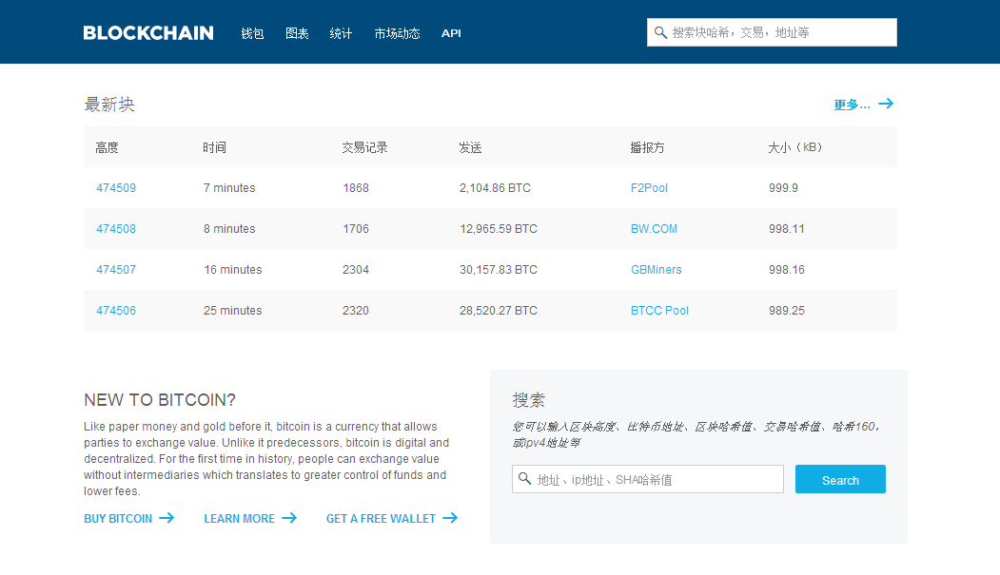 BLOCKCHAIN 钱包 图表 统计 市场动态 API 搜索块哈希，交易，地址等
最新块 更多...
高度 时间 交易记录 发送 播报方 大小（kB）
474509 7 minutes 1868 2,104.86 BTC F2Pool 999.9
474508 8 minutes 1706 12,965.59 BTC BW.COM 998.11
474507 16 minutes 2304 30,157.83 BTC GBMiners 998.16
474506 25 minutes 2320 28,520.27 BTC BTCC Pool 989.25
NEW TO BITCOIN?
Like paper money and gold before it, bitcoin is a currency that allows
parties to exchange value. Unlike it predecessors, bitcoin is digital and
decentralized. For the first time in history, people can exchange value
without intermediaries which translates to greater control of funds and
lower fees.
BUY BITCOIN LEARN MORE GET A FREE WALLET
搜索
您可以输入区块高度、比特币地址、区块哈希值、交易哈希值、哈希160，
或ipv4地址等
地址、ip地址、SHA哈希值 Search